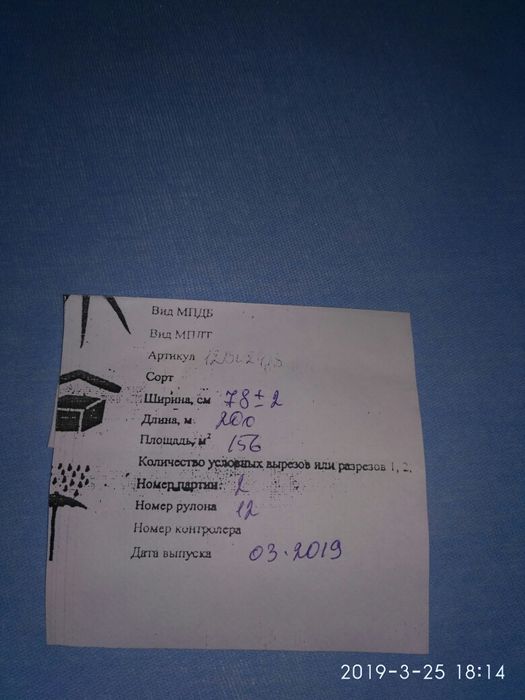 Вид МПДБ
Вид МПДТ
Артикул
Сорт
Ширина, см 78 ± 2
Длина, м 200
Площадь, м² 156
Количество условных вырезов или разрезов 1, 2.
Номер партии 2
Номер рулона 12
Номер контролера
Дата выпуска 03.2019
2019-3-25 18:14